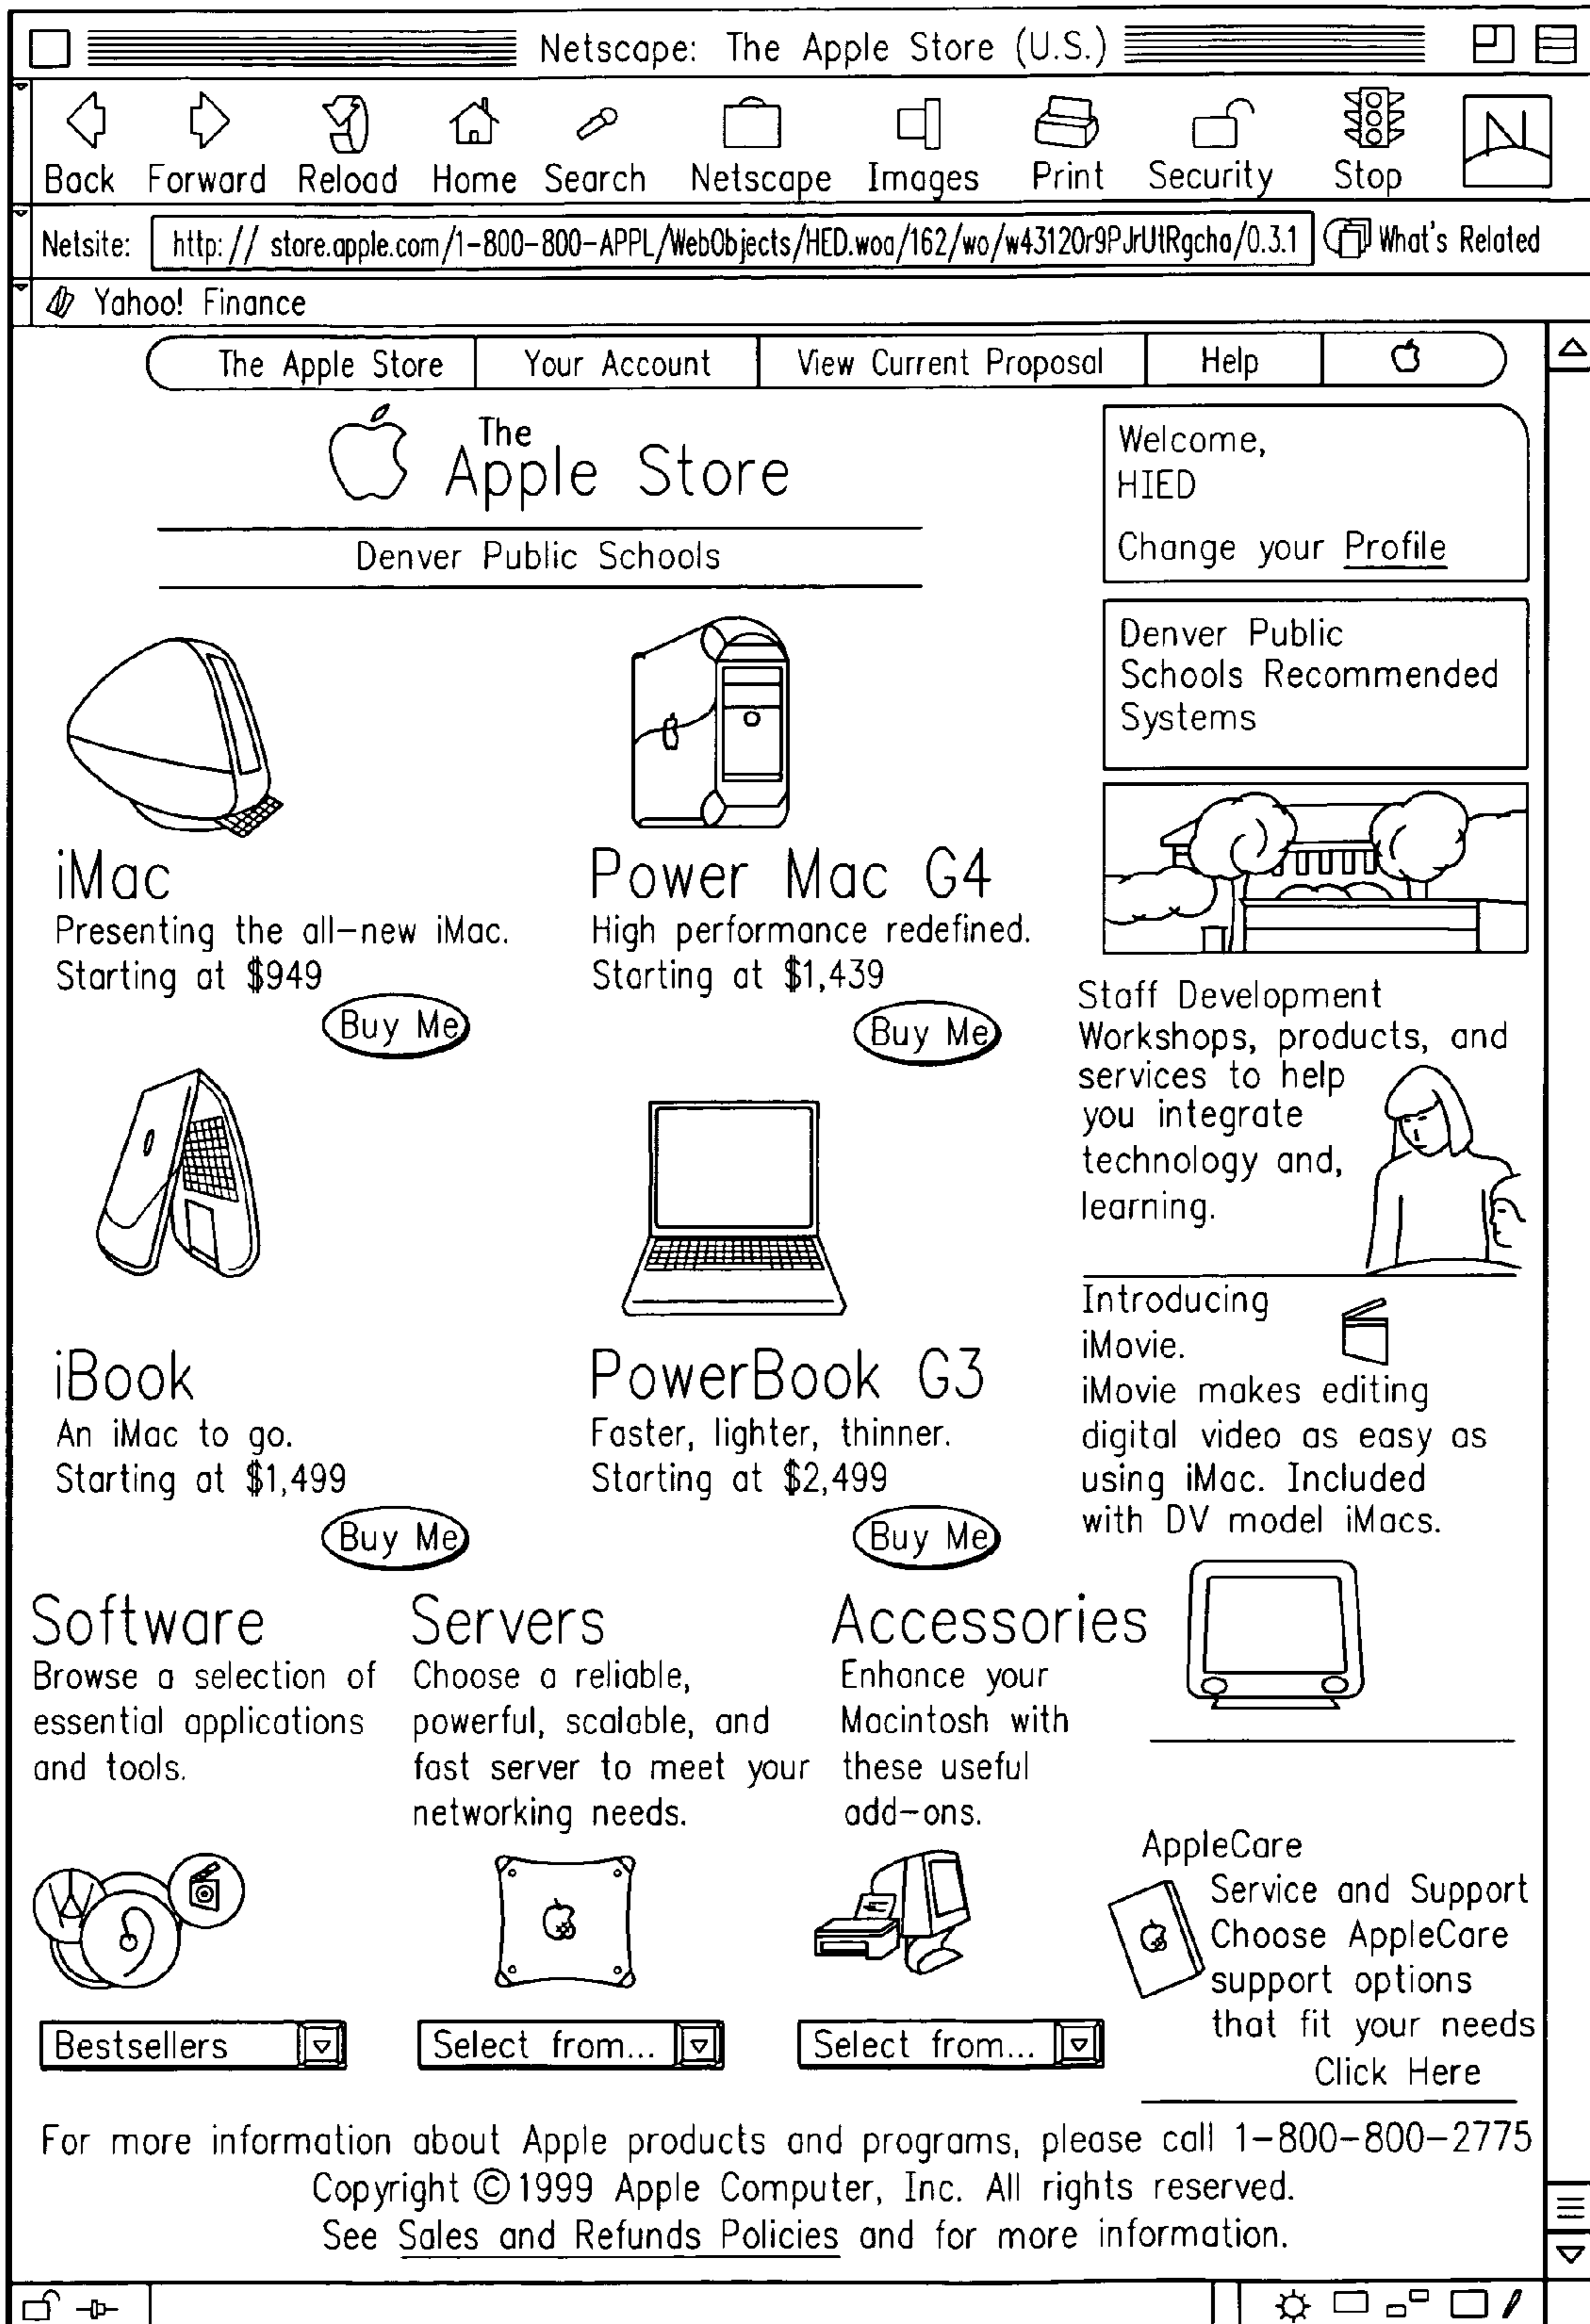 Netscape: The Apple Store (U.S.)
Back Forward Reload Home Search Netscape Images Print Security Stop
N
Netsite: http: // store.apple.com/1-800-800-APPL/WebObjects/HED.woa/162/wo/w43120r9PJrUtRgcha/0.3.1 What's Related
Yahoo! Finance
The Apple Store Your Account View Current Proposal Help
The
Apple Store
Denver Public Schools
Welcome,
HIED
Change your Profile
Denver Public
Schools Recommended
Systems
iMac
Presenting the all-new iMac.
Starting at $949
Buy Me
Power Mac G4
High performance redefined.
Starting at $1,439
Buy Me
Staff Development
Workshops, products, and
services to help
you integrate
technology and,
learning.
iBook
An iMac to go.
Starting at $1,499
Buy Me
PowerBook G3
Faster, lighter, thinner.
Starting at $2,499
Buy Me
Introducing
iMovie.
iMovie makes editing
digital video as easy as
using iMac. Included
with DV model iMacs.
Software
Browse a selection of
essential applications
and tools.
Bestsellers
Servers
Choose a reliable,
powerful, scalable, and
fast server to meet your
networking needs.
Select from...
Accessories
Enhance your
Macintosh with
these useful
add-ons.
Select from...
AppleCare
Service and Support
Choose AppleCare
support options
that fit your needs
Click Here
For more information about Apple products and programs, please call 1-800-800-2775
Copyright ©1999 Apple Computer, Inc. All rights reserved.
See Sales and Refunds Policies and for more information.